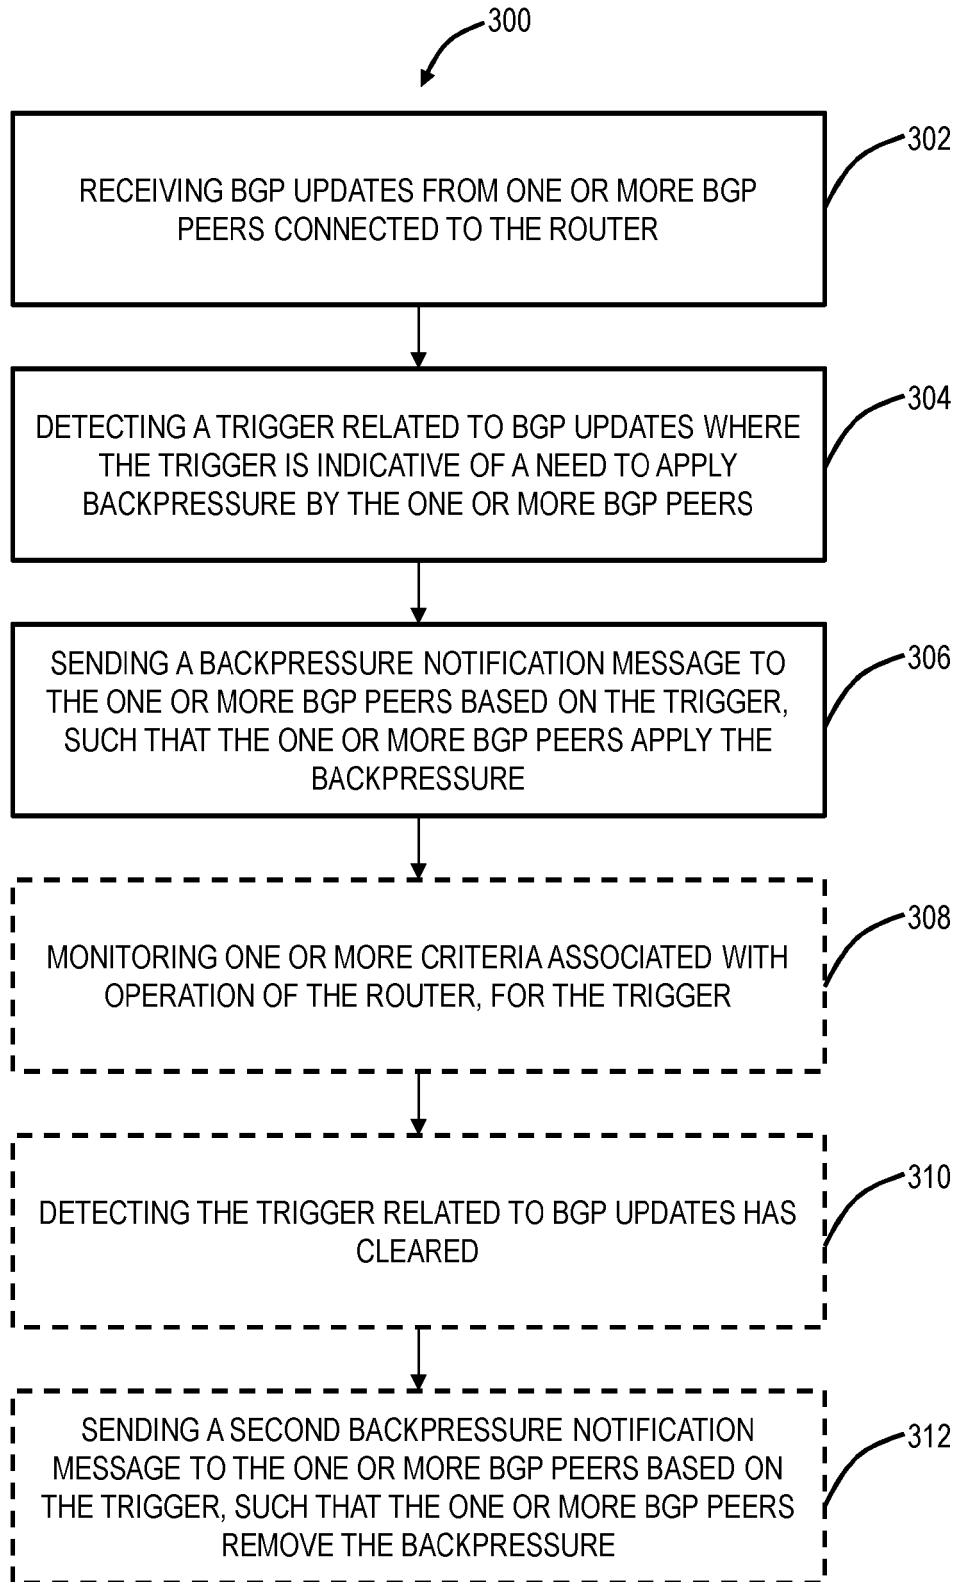 300
302
RECEIVING BGP UPDATES FROM ONE OR MORE BGP
PEERS CONNECTED TO THE ROUTER
304
DETECTING A TRIGGER RELATED TO BGP UPDATES WHERE
THE TRIGGER IS INDICATIVE OF A NEED TO APPLY
BACKPRESSURE BY THE ONE OR MORE BGP PEERS
306
SENDING A BACKPRESSURE NOTIFICATION MESSAGE TO
THE ONE OR MORE BGP PEERS BASED ON THE TRIGGER,
SUCH THAT THE ONE OR MORE BGP PEERS APPLY THE
BACKPRESSURE
308
MONITORING ONE OR MORE CRITERIA ASSOCIATED WITH
OPERATION OF THE ROUTER, FOR THE TRIGGER
310
DETECTING THE TRIGGER RELATED TO BGP UPDATES HAS
CLEARED
312
SENDING A SECOND BACKPRESSURE NOTIFICATION
MESSAGE TO THE ONE OR MORE BGP PEERS BASED ON
THE TRIGGER, SUCH THAT THE ONE OR MORE BGP PEERS
REMOVE THE BACKPRESSURE